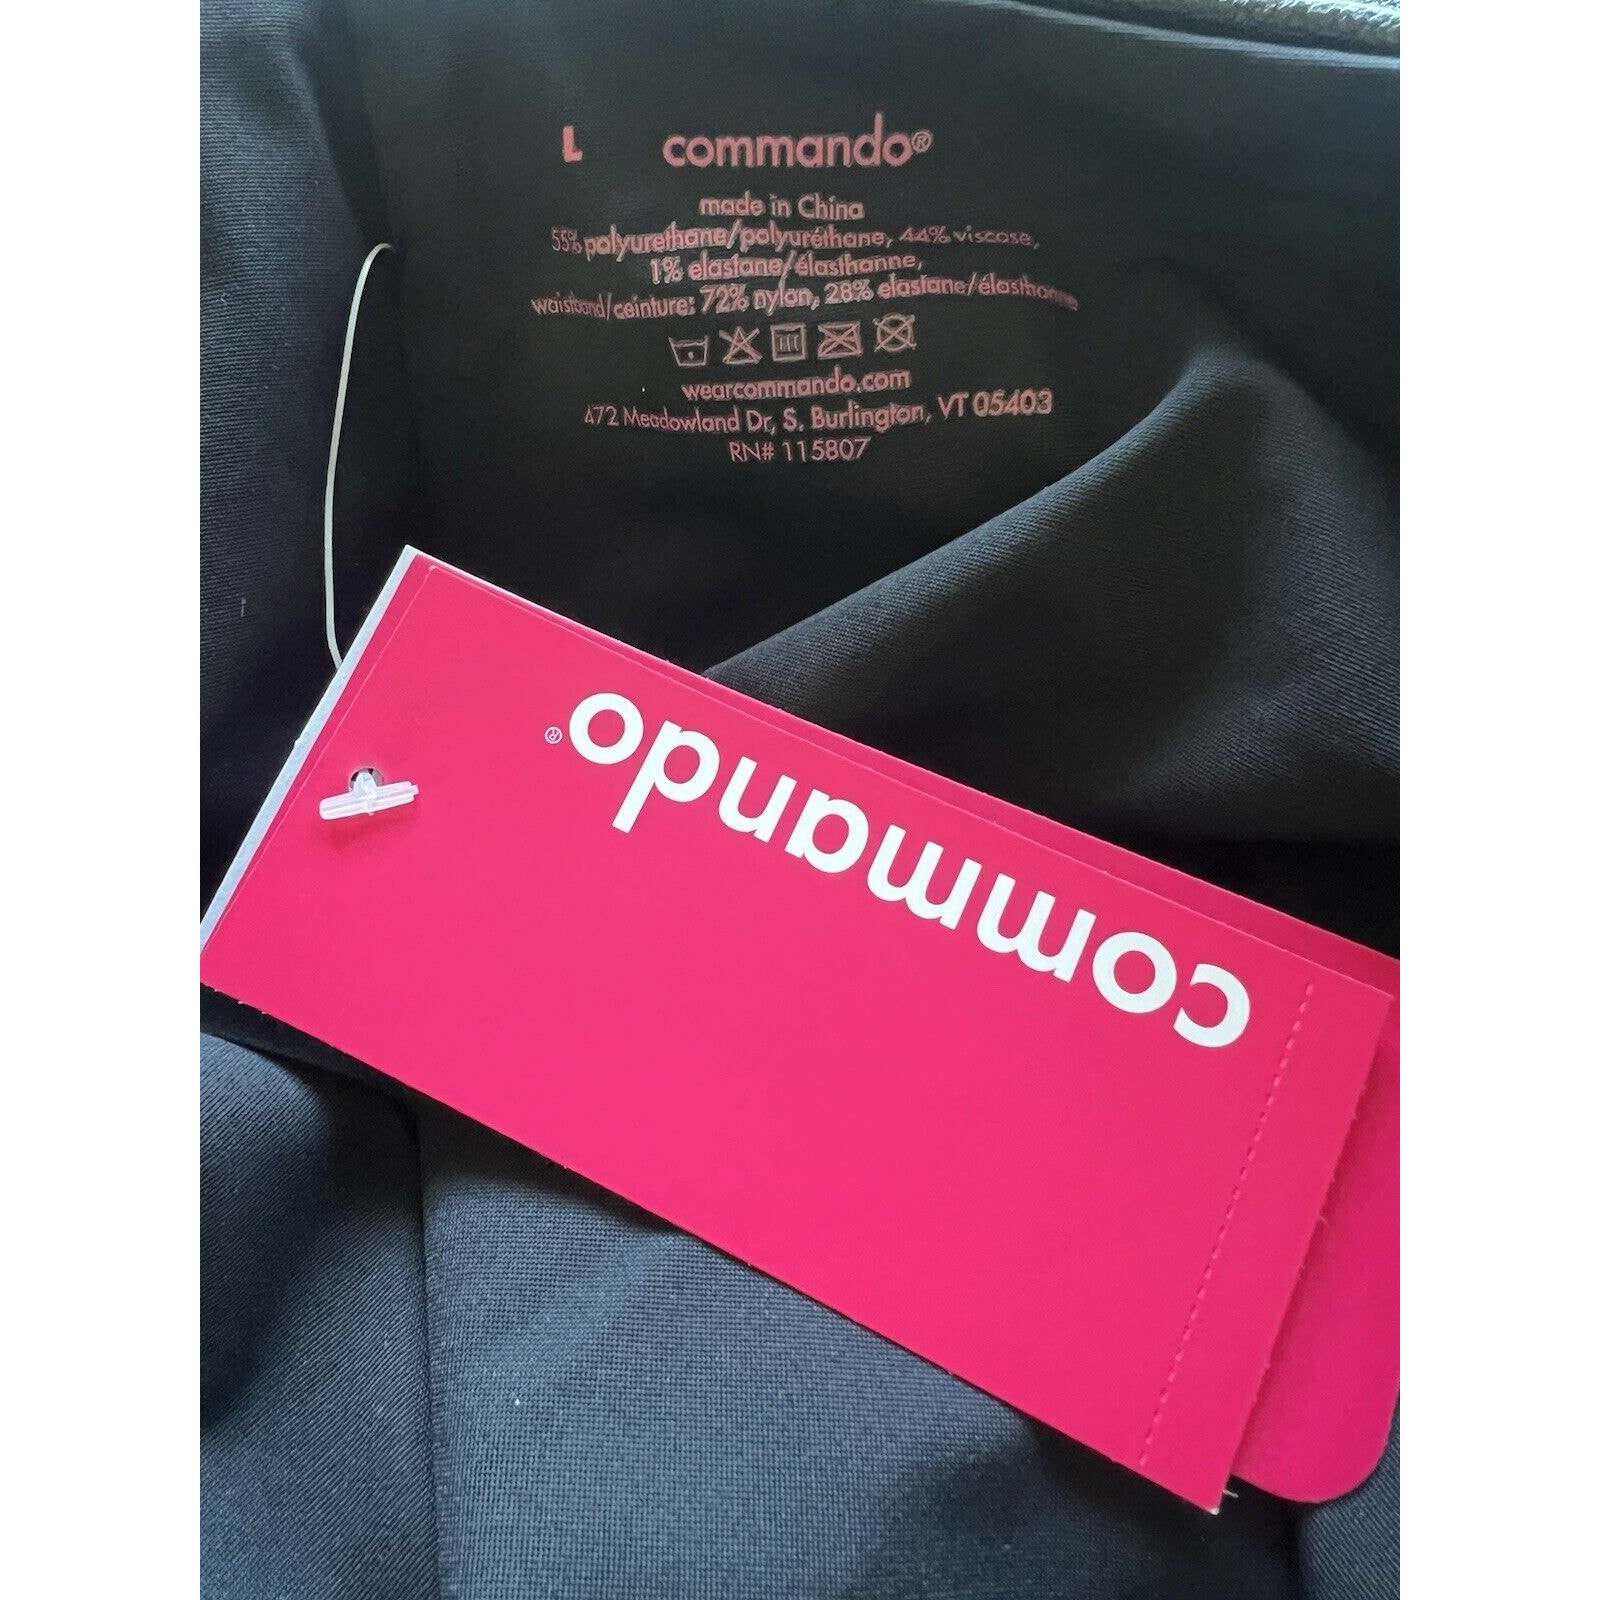 L commando®
made in China
55% polyurethane/polyuréthane, 44% viscose,
1% elastane/élasthanne,
waistband/ceinture: 72% nylon, 28% elastane/élasthanne
wearcommando.com
472 Meadowland Dr, S. Burlington, VT 05403
RN# 115807
commando®